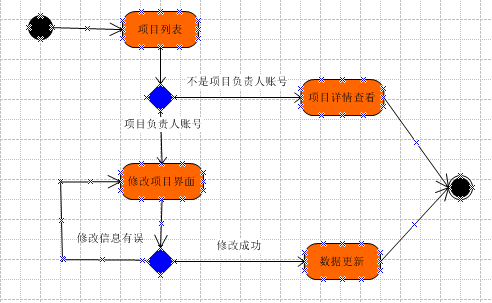 项目列表
不是项目负责人账号
项目详情查看
项目负责人账号
修改项目界面
修改信息有误
修改成功
数据更新